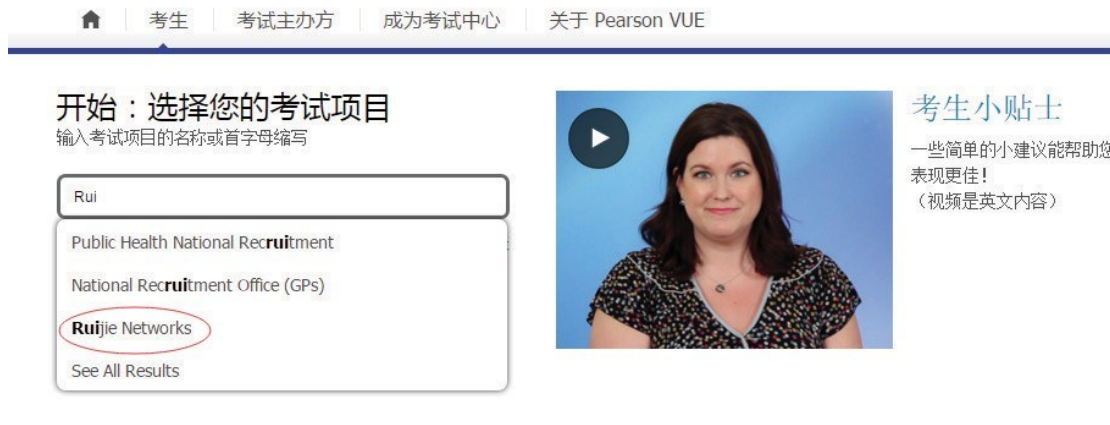 考生 考试主办方 成为考试中心 关于 Pearson VUE
开始：选择您的考试项目
输入考试项目的名称或首字母缩写
Rui
Public Health National Recruitment
National Recruitment Office (GPs)
Ruijie Networks
See All Results
考生小贴士
一些简单的小建议能帮助您
表现更佳！
（视频是英文内容）